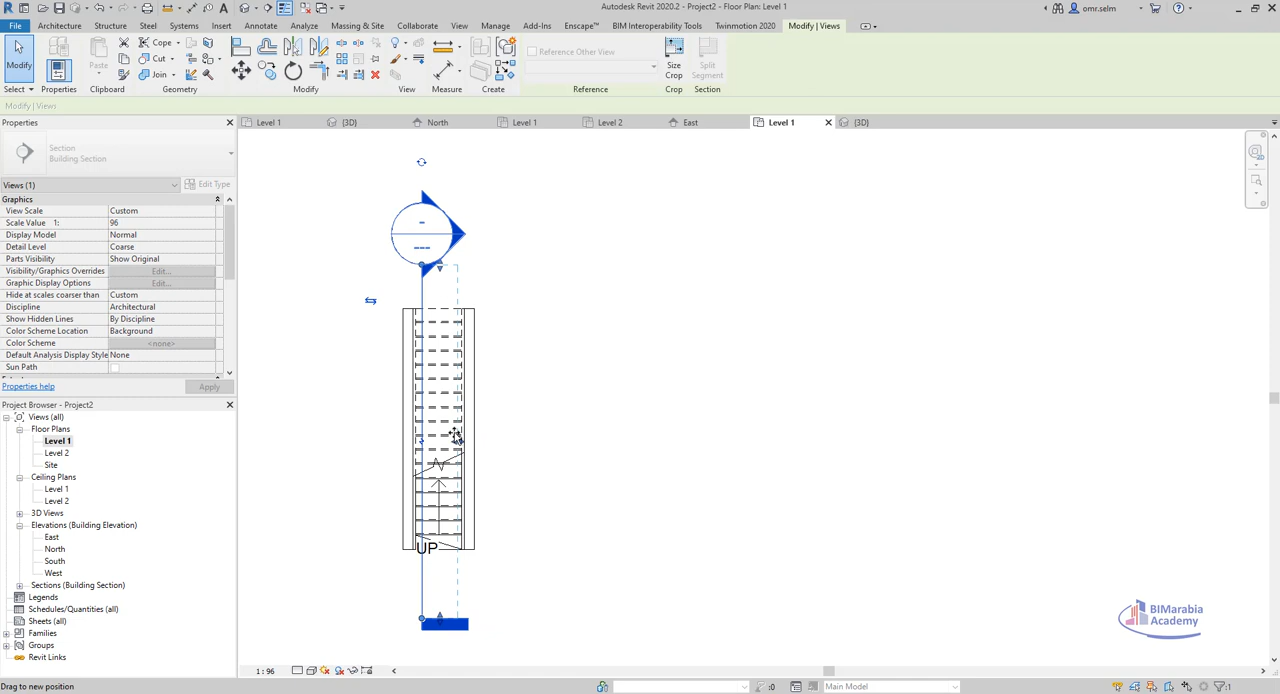 Autodesk Revit 2020.2 - Project2 - Floor Plan: Level 1
omr.selm
File Architecture Structure Steel Systems Insert Annotate Analyze Massing & Site Collaborate View Manage Add-Ins Enscape™ BIM Interoperability Tools Twinmotion 2020 Modify | Views
Modify Paste Cope Cut Join Reference Other View Size Crop Split Segment
Select Properties Clipboard Geometry Modify View Measure Create Reference Crop Section
Modify | Views
Properties
Level 1 {3D} North Level 1 Level 2 East Level 1 {3D}
Section
Building Section
Views (1) Edit Type
Graphics
View Scale Custom
Scale Value 1: 96
Display Model Normal
Detail Level Coarse
Parts Visibility Show Original
Visibility/Graphics Overrides Edit...
Graphic Display Options Edit...
Hide at scales coarser than Custom
Discipline Architectural
Show Hidden Lines By Discipline
Color Scheme Location Background
Color Scheme <none>
Default Analysis Display Style None
Sun Path
Properties help Apply
Project Browser - Project2
Views (all)
Floor Plans
Level 1
Level 2
Site
Ceiling Plans
Level 1
Level 2
3D Views
Elevations (Building Elevation)
East
North
South
West
Sections (Building Section)
Legends
Schedules/Quantities (all)
Sheets (all)
Families
Groups
Revit Links
UP
BIMarabia
Academy
1 : 96
Drag to new position
:0
Main Model
:1